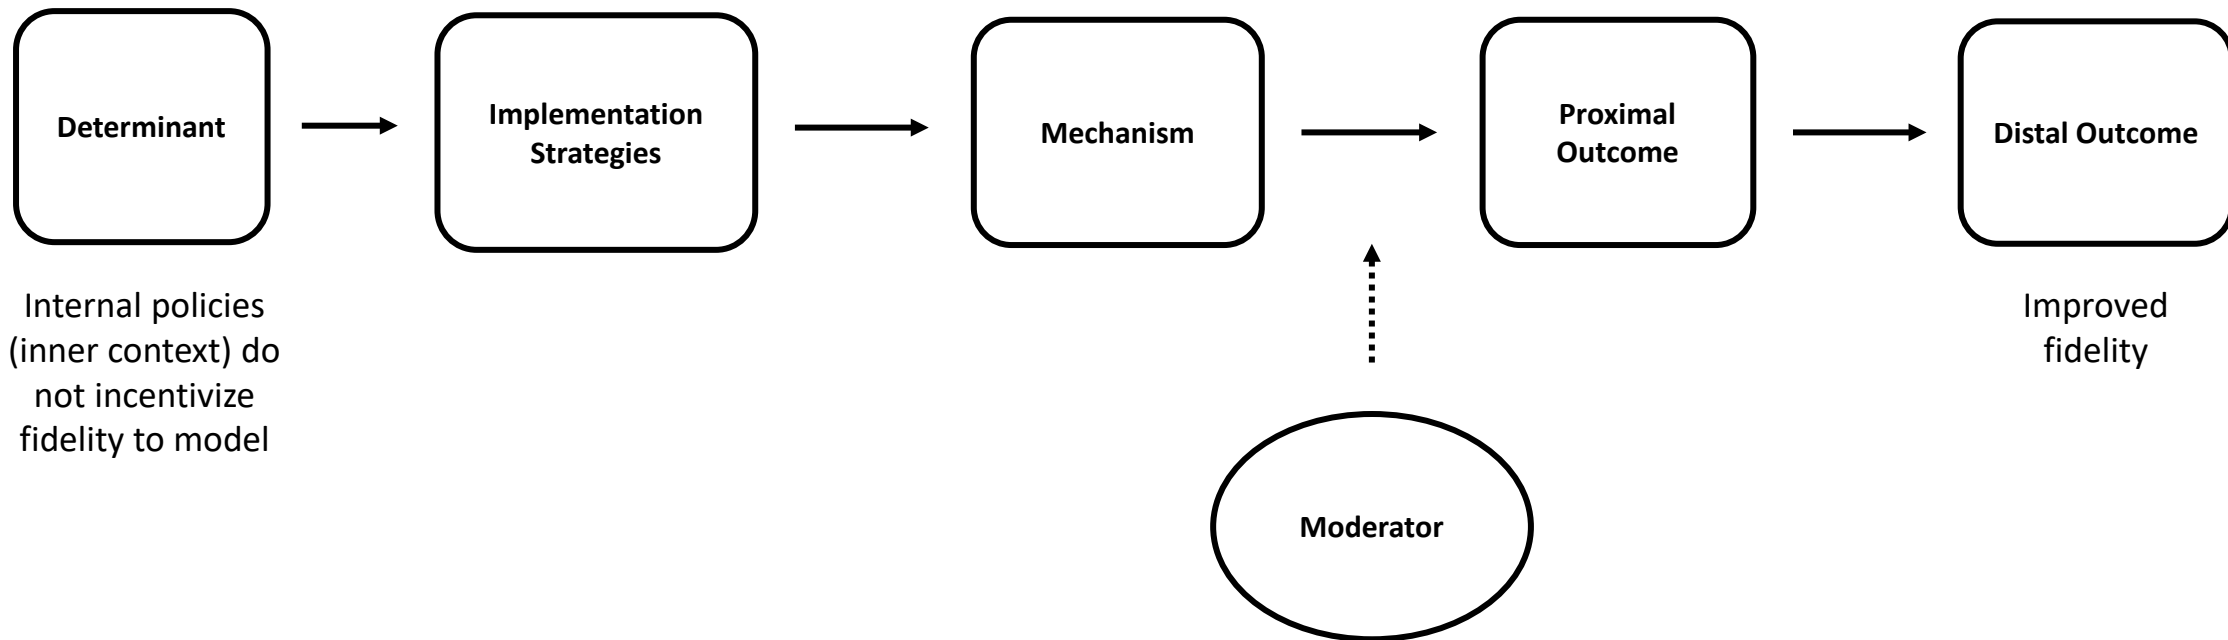 Determinant
Implementation
Strategies
Mechanism
Proximal
Outcome
Distal Outcome
Internal policies
(inner context) do
not incentivize
fidelity to model
Improved
fidelity
Moderator